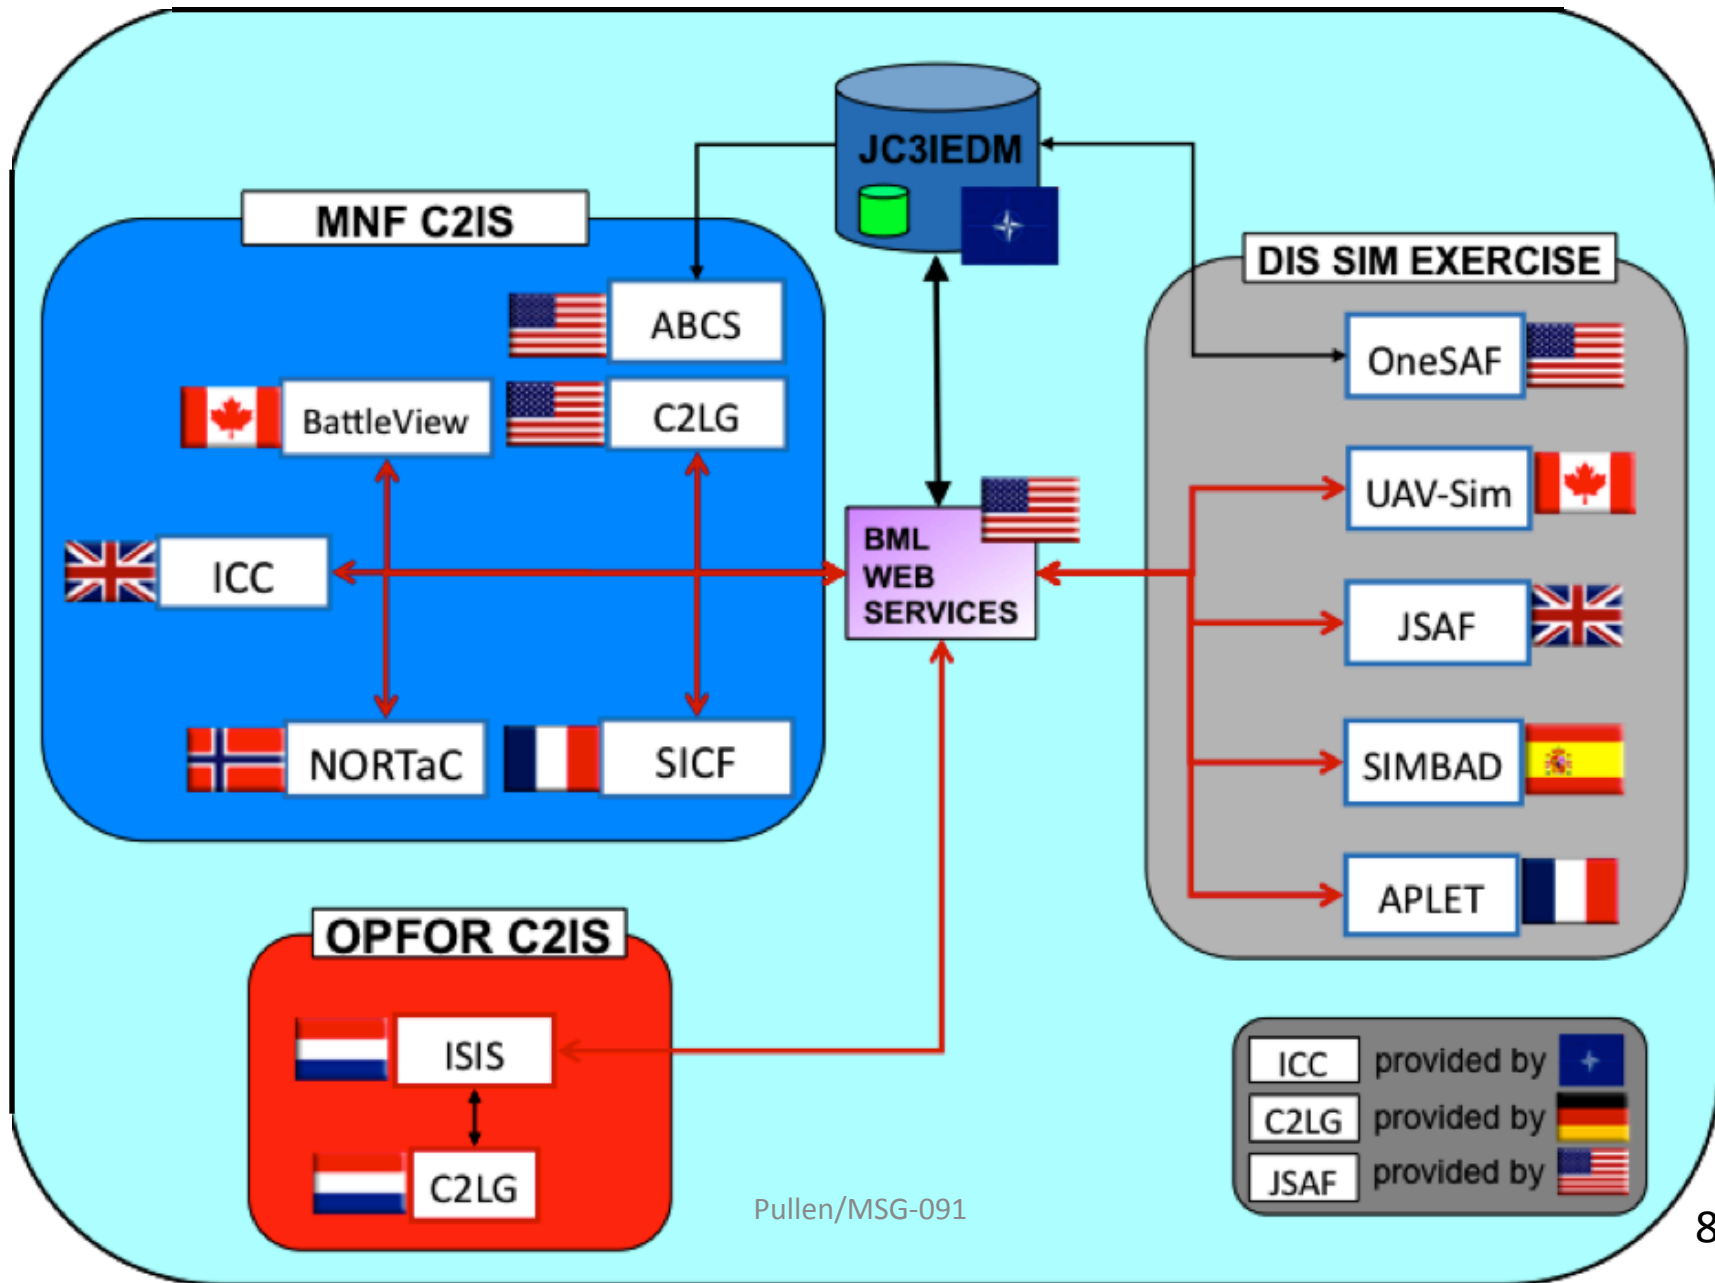 JC3IEDM
MNF C2IS
ABCS
BattleView
C2LG
ICC
NORTaC
SICF
BML
WEB
SERVICES
DIS SIM EXERCISE
OneSAF
UAV-Sim
JSAF
SIMBAD
APLET
OPFOR C2IS
ISIS
C2LG
ICC provided by
C2LG provided by
JSAF provided by
Pullen/MSG-091
8